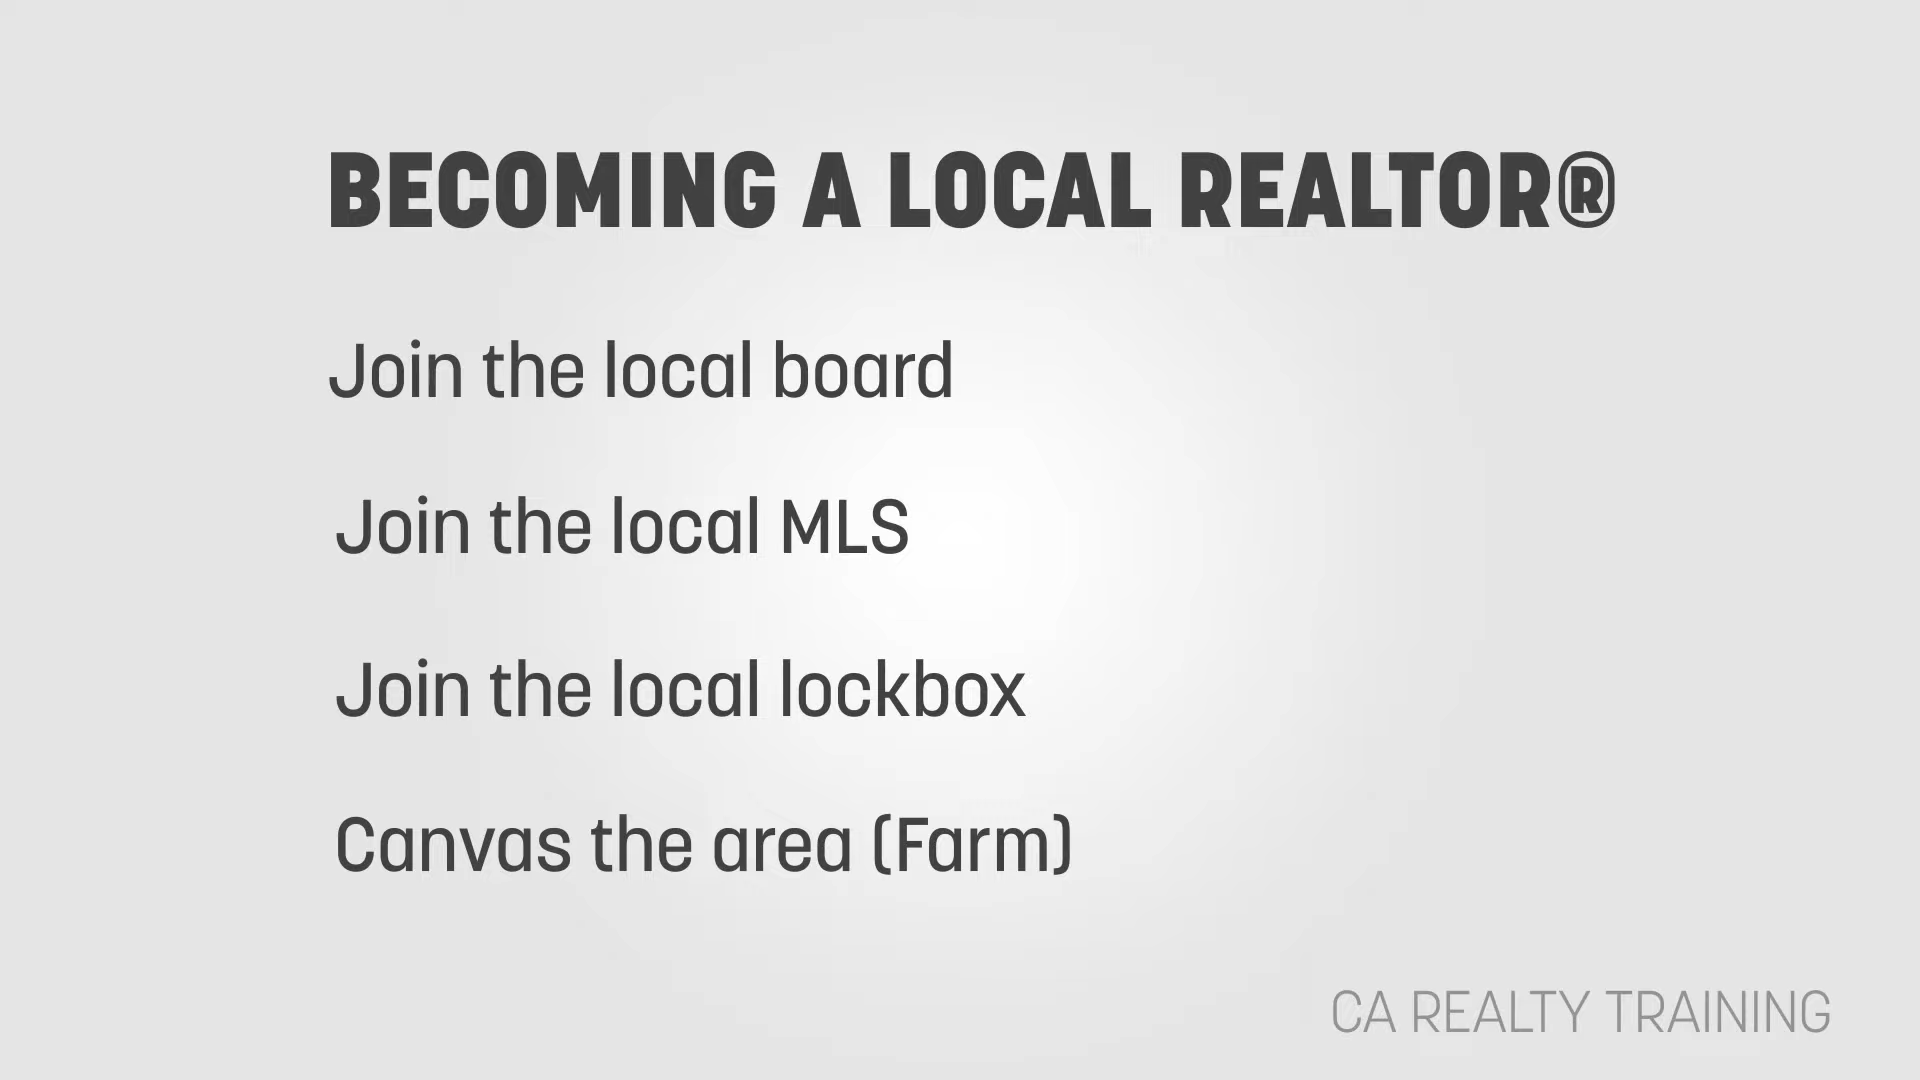 BECOMING A LOCAL REALTOR®
Join the local board
Join the local MLS
Join the local lockbox
Canvas the area (Farm)
CA REALTY TRAINING